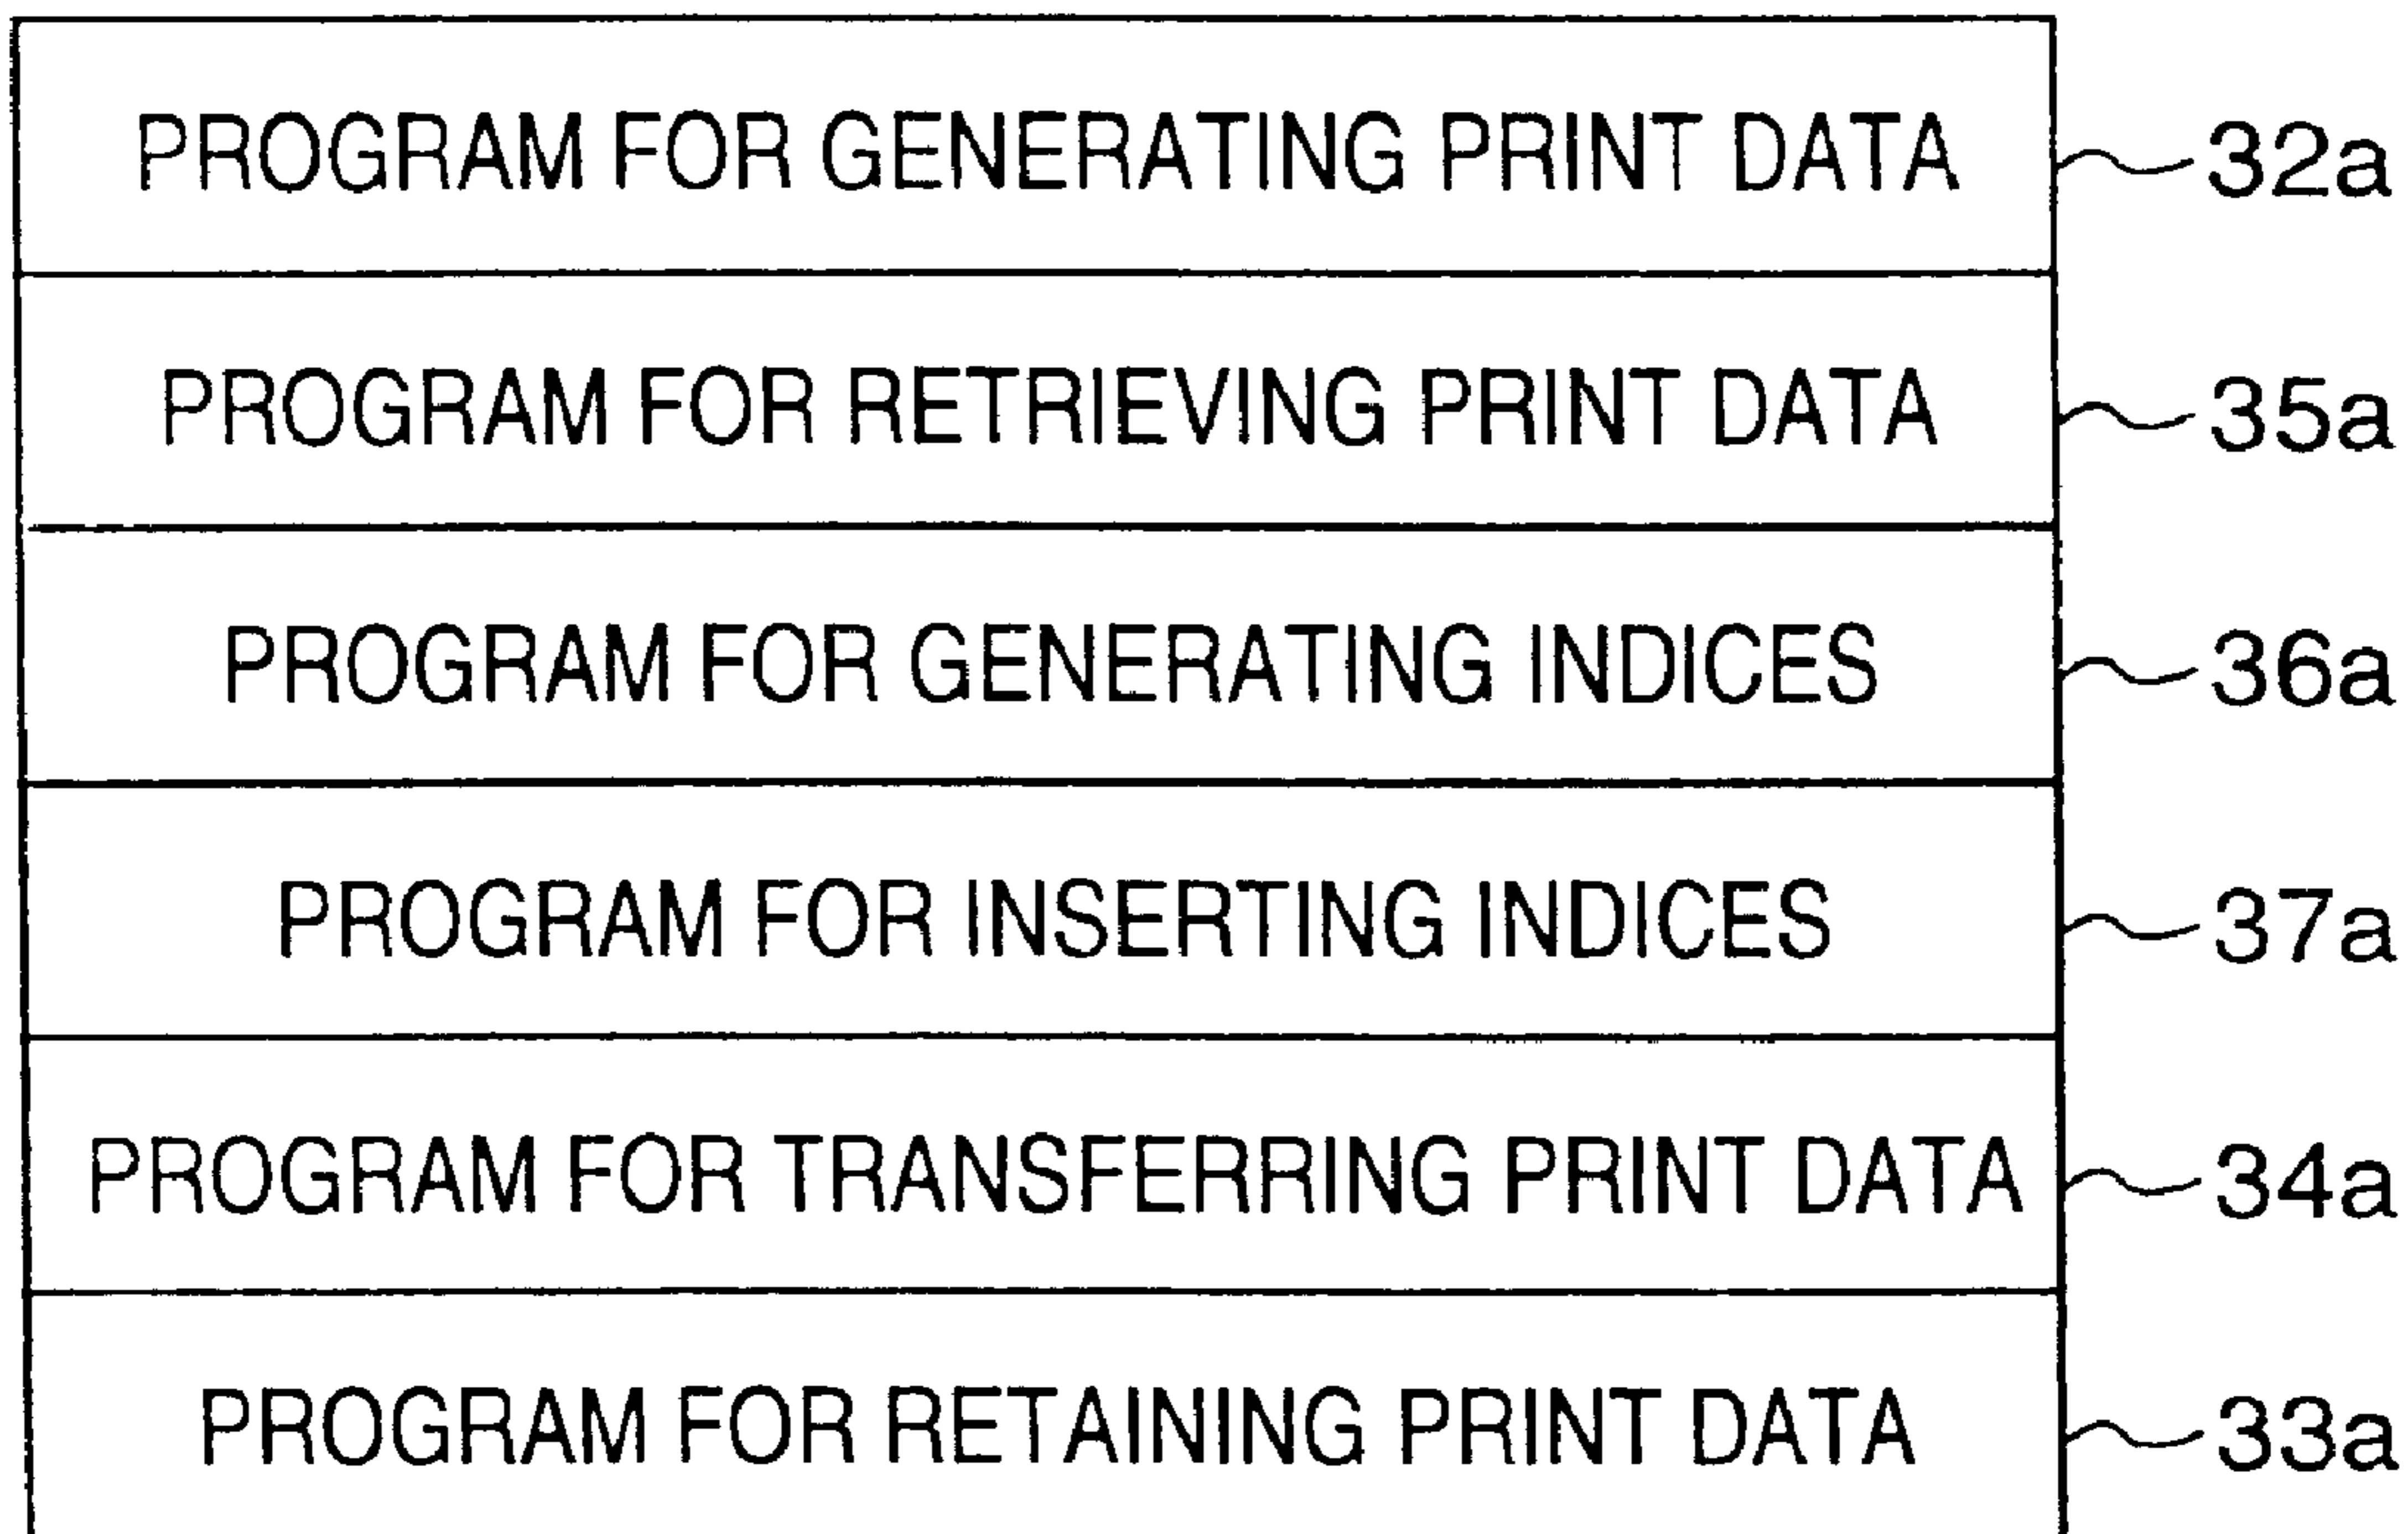 PROGRAM FOR GENERATING PRINT DATA 32a
PROGRAM FOR RETRIEVING PRINT DATA 35a
PROGRAM FOR GENERATING INDICES 36a
PROGRAM FOR INSERTING INDICES 37a
PROGRAM FOR TRANSFERRING PRINT DATA 34a
PROGRAM FOR RETAINING PRINT DATA 33a